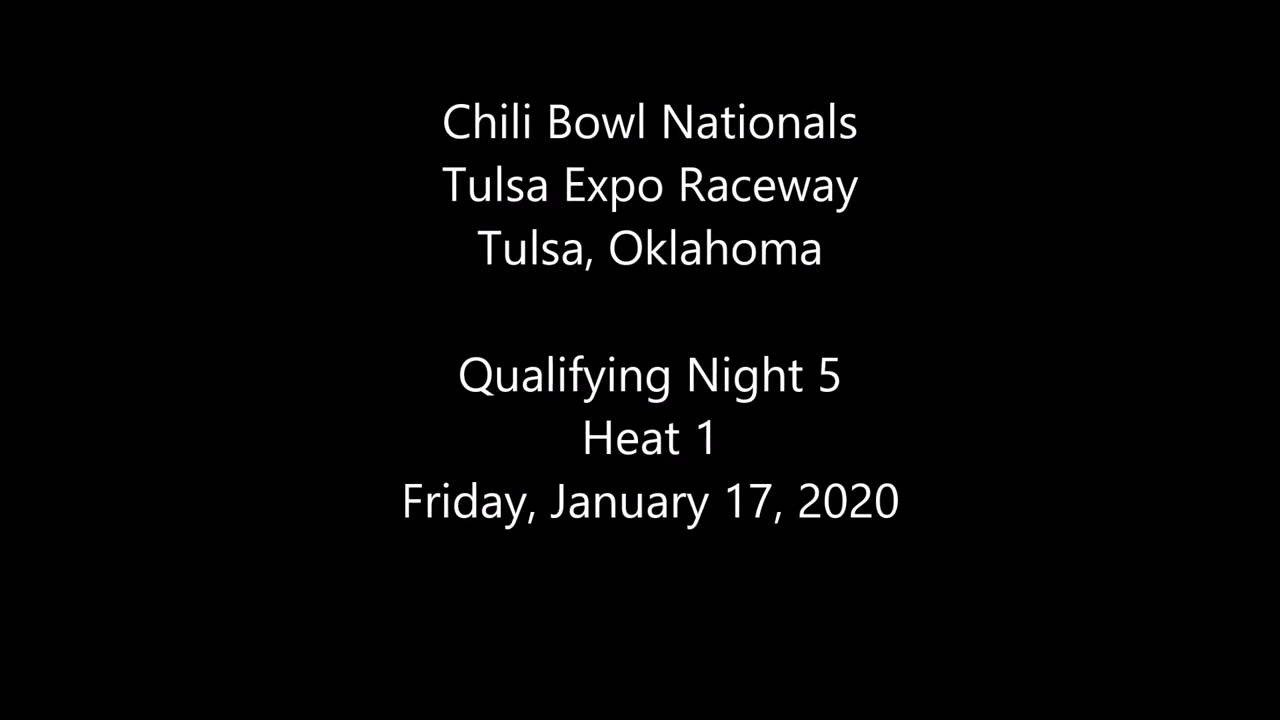 Chili Bowl Nationals
Tulsa Expo Raceway
Tulsa, Oklahoma
Qualifying Night 5
Heat 1
Friday, January 17, 2020